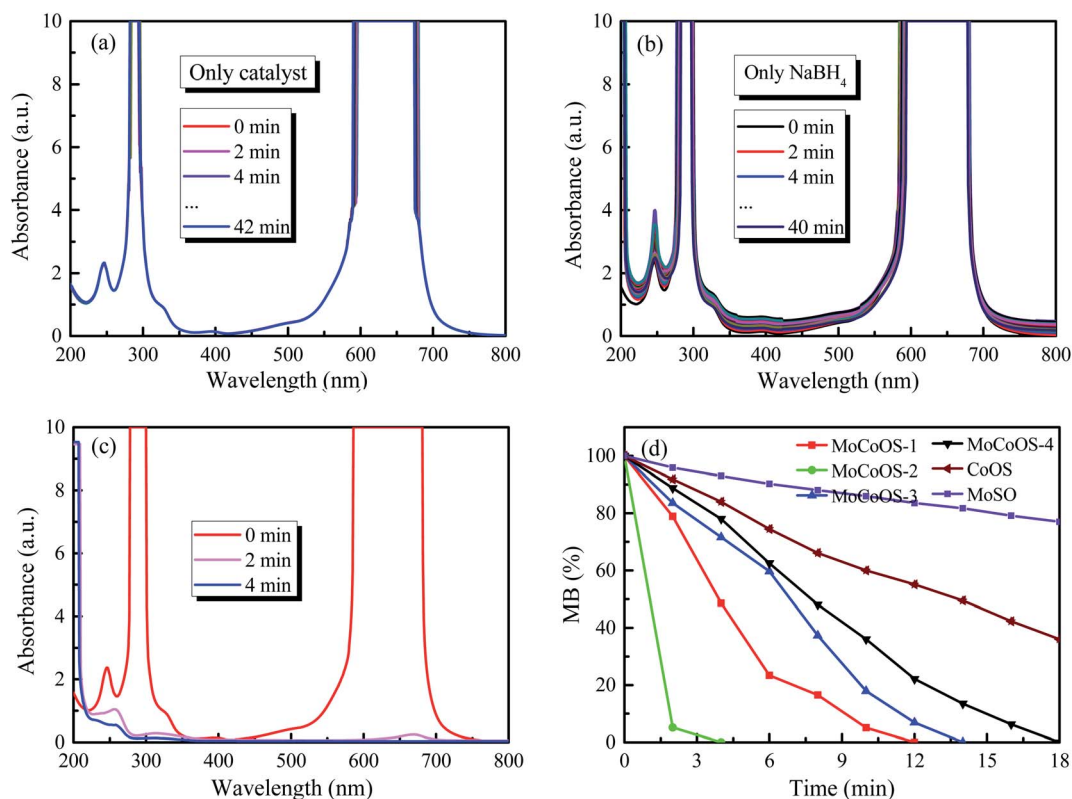 (a)
Only catalyst
0 min
2 min
4 min
...
42 min
Absorbance (a.u.)
10
8
6
4
2
0
200 300 400 500 600 700 800
Wavelength (nm)
(b)
Only NaBH₄
0 min
2 min
4 min
...
40 min
Absorbance (a.u.)
10
8
6
4
2
0
200 300 400 500 600 700 800
Wavelength (nm)
(c)
0 min
2 min
4 min
Absorbance (a.u.)
10
8
6
4
2
0
200 300 400 500 600 700 800
Wavelength (nm)
(d)
MoCoOS-1
MoCoOS-2
MoCoOS-3
MoCoOS-4
CoOS
MoSO
MB (%)
100
80
60
40
20
0
0 3 6 9 12 15 18
Time (min)